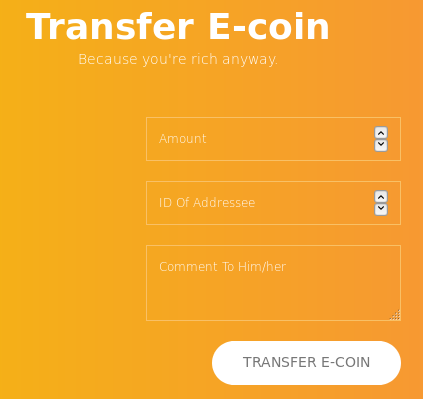 Transfer E-coin
Because you're rich anyway.
Amount
ID Of Addressee
Comment To Him/her
TRANSFER E-COIN